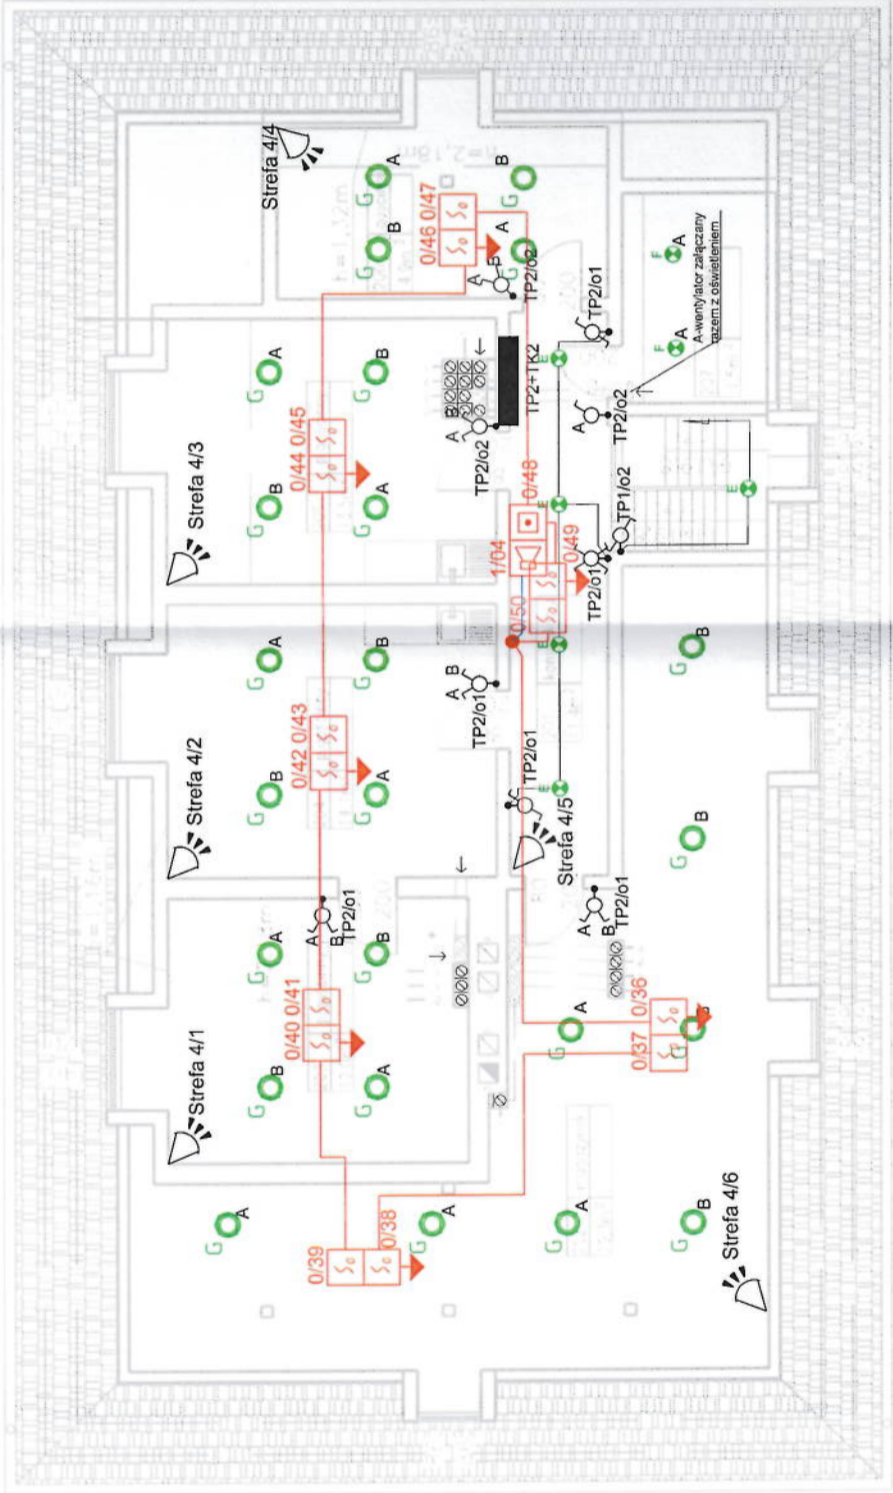 Strefa 4/4
h=1,32m
n=2,18m
G A
G B
G B
G A
0/46 0/47
A B
TP2/o2
Strefa 4/3
G A
G B
G B
G A
0/44 0/45
A B
TP2/o2
TP2+TK2
TP2/o1
E
F A
F A
A-wentylator załączany
razem z oświetleniem
A
TP2/o2
0/48
1/04
E
TP1/o2
E
0/49
TP2/o1
0/50
E
Strefa 4/2
G A
G B
G B
G A
0/42 0/43
A B
TP2/o1
TP2/o1
E
Strefa 4/5
G B
G B
Strefa 4/1
G A
G B
G B
G A
0/40 0/41
A
B
TP2/o1
A
B
TP2/o1
G A
0/36
0/37
G B
G A
G A
G A
G B
0/39
0/38
Strefa 4/6